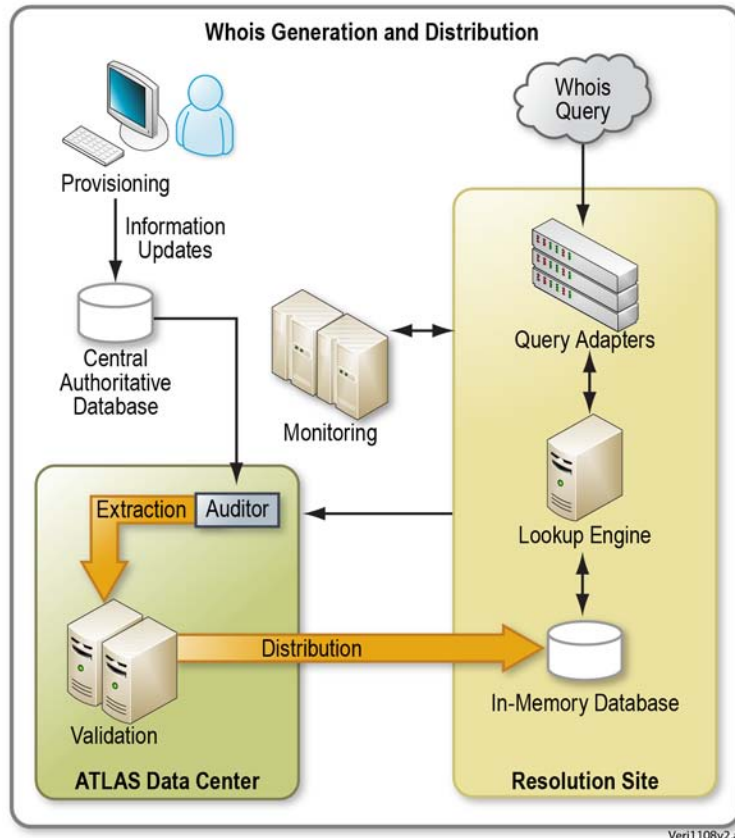 Whois Generation and Distribution
Whois
Query
Provisioning
Information
Updates
Central
Authoritative
Database
Monitoring
Query Adapters
Extraction
Auditor
Lookup Engine
Distribution
In-Memory Database
Validation
ATLAS Data Center
Resolution Site